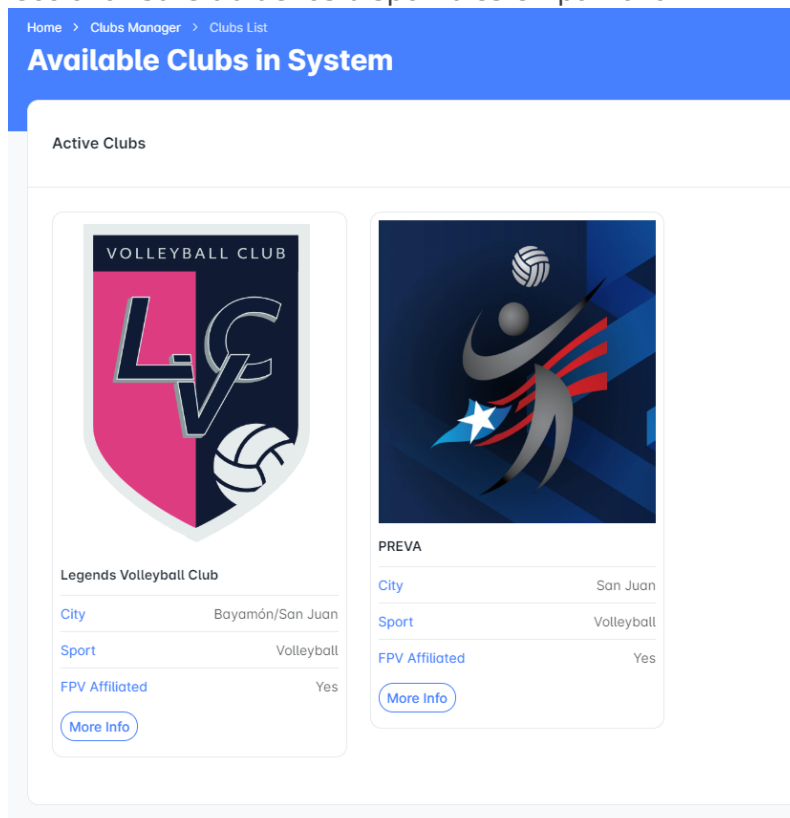 Home > Clubs Manager > Clubs List
Available Clubs in System
Active Clubs
VOLLEYBALL CLUB
LVC
Legends Volleyball Club
City Bayamón/San Juan
Sport Volleyball
FPV Affiliated Yes
More Info
PREVA
City San Juan
Sport Volleyball
FPV Affiliated Yes
More Info